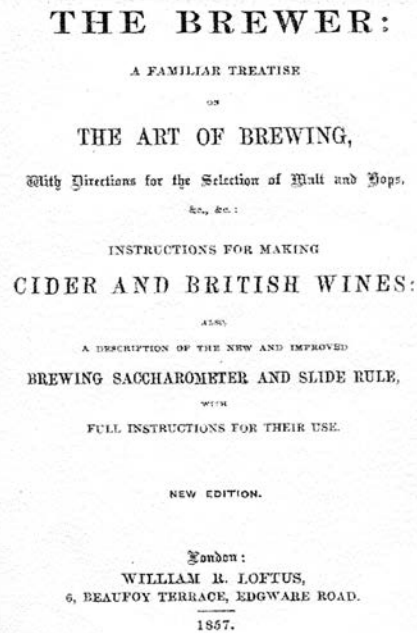 THE BREWER:
A FAMILIAR TREATISE
ON
THE ART OF BREWING,
With Directions for the Selection of Malt and Hops,
&c., &c.:
INSTRUCTIONS FOR MAKING
CIDER AND BRITISH WINES:
ALSO,
A DESCRIPTION OF THE NEW AND IMPROVED
BREWING SACCHAROMETER AND SLIDE RULE,
WITH
FULL INSTRUCTIONS FOR THEIR USE.
NEW EDITION.
London:
WILLIAM R. LOFTUS,
6, BEAUFOY TERRACE, EDGWARE ROAD.
1857.